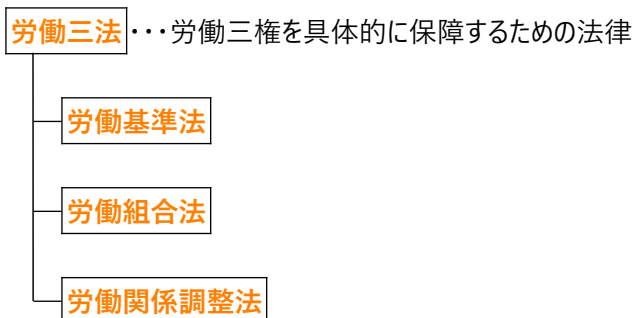 労働三法・・・労働三権を具体的に保障するための法律
労働基準法
労働組合法
労働関係調整法